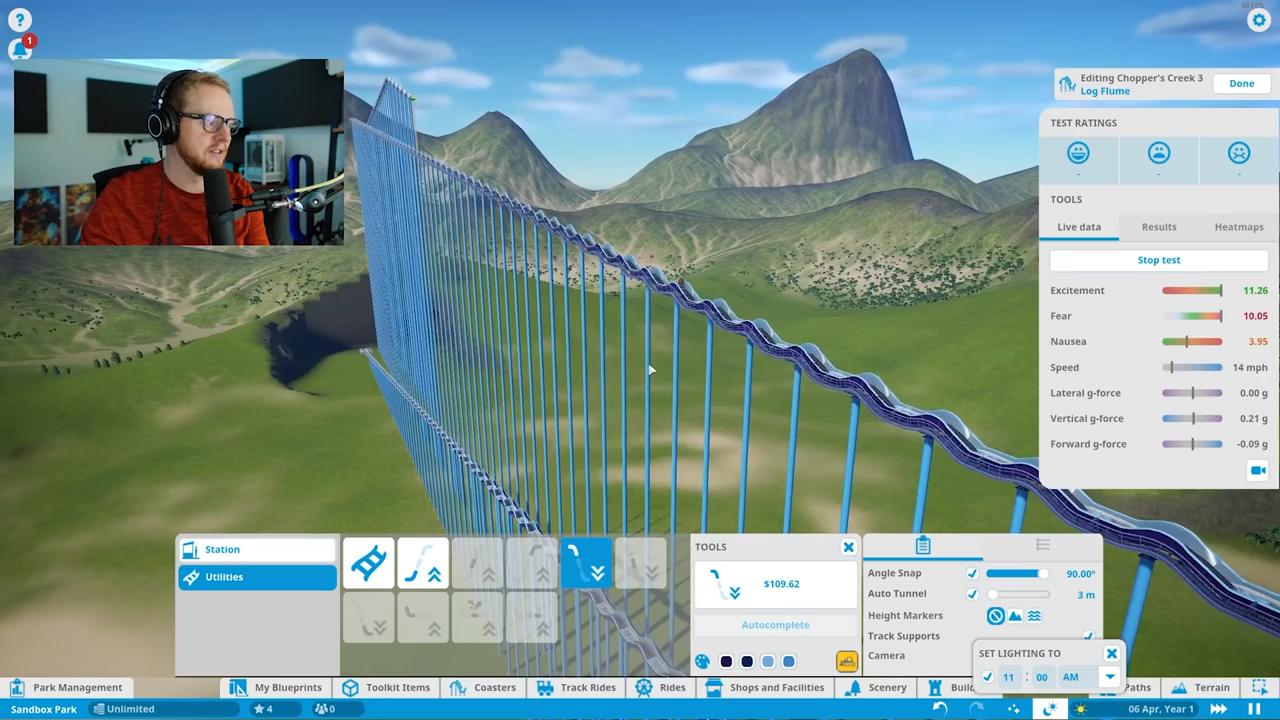 ?
1
Editing Chopper's Creek 3
Log Flume
Done
TEST RATINGS
- - -
TOOLS
Live data Results Heatmaps
Stop test
Excitement 11.26
Fear 10.05
Nausea 3.95
Speed 14 mph
Lateral g-force 0.00 g
Vertical g-force 0.21 g
Forward g-force -0.09 g
Station
Utilities
TOOLS
$109.62
Autocomplete
Angle Snap 90.00°
Auto Tunnel 3 m
Height Markers
Track Supports
Camera
SET LIGHTING TO
11 : 00 AM
Park Management My Blueprints Toolkit Items Coasters Track Rides Rides Shops and Facilities Scenery Paths Terrain
Sandbox Park Unlimited 4 0 06 Apr, Year 1